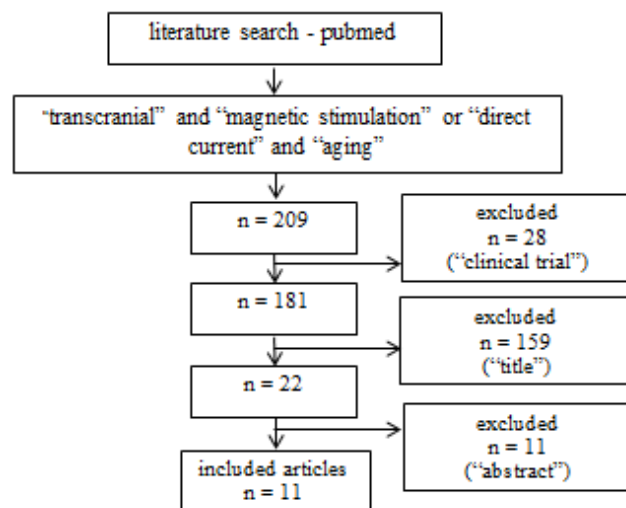 literature search - pubmed
“transcranial” and “magnetic stimulation” or “direct
current” and “aging”
n = 209
excluded
n = 28
(“clinical trial”)
n = 181
excluded
n = 159
(“title”)
n = 22
excluded
n = 11
(“abstract”)
included articles
n = 11